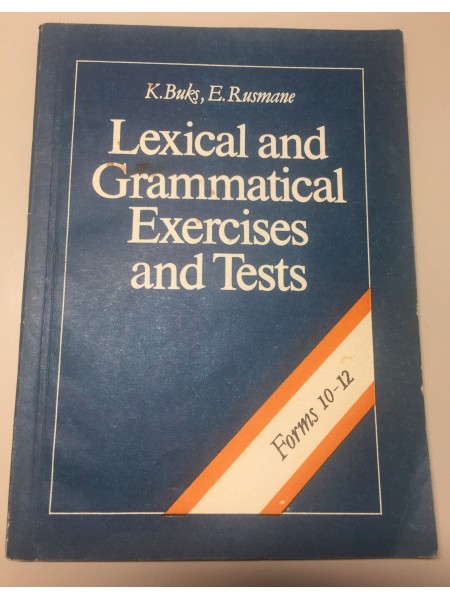 K.Buks, E.Rusmane
Lexical and
Grammatical
Exercises
and Tests
Forms 10-12